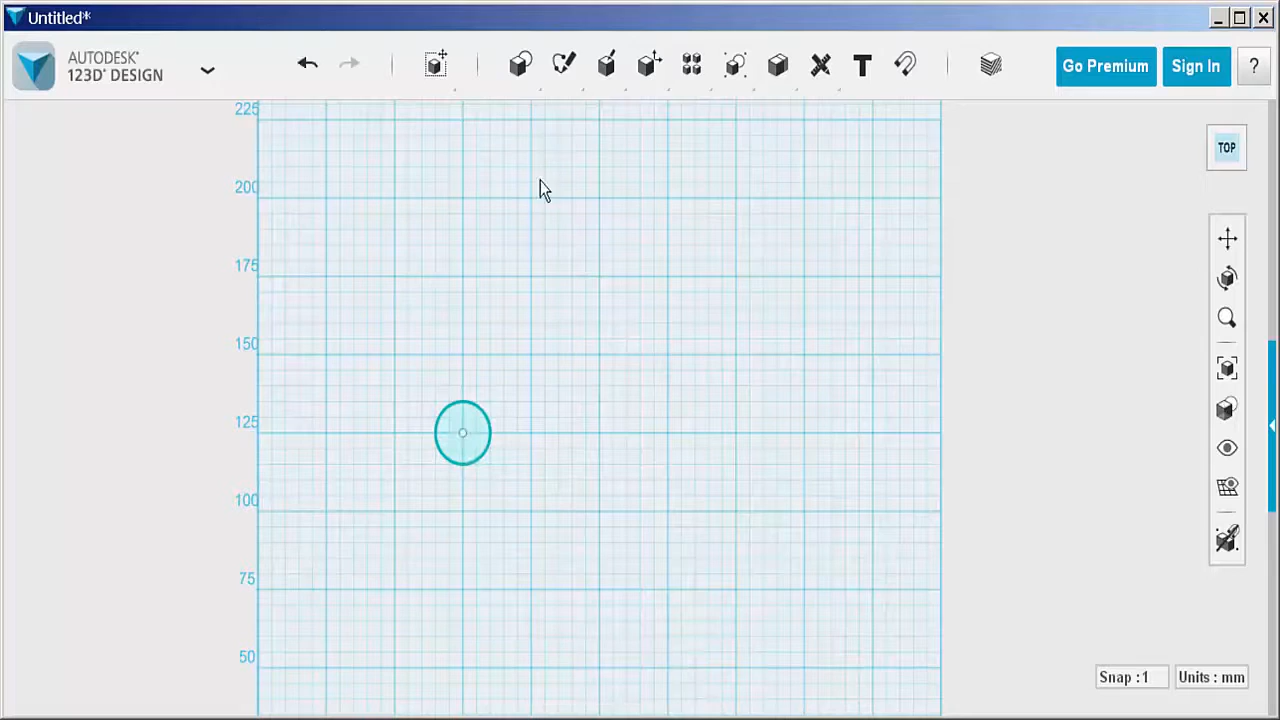 Untitled*
AUTODESK®
123D® DESIGN
Go Premium
Sign In
?
TOP
225
200
175
150
125
100
75
50
Snap : 1
Units : mm